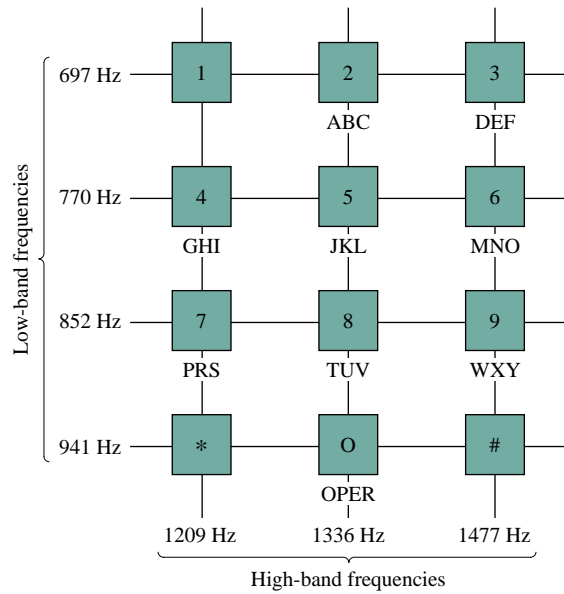 697 Hz 1 2 3
ABC DEF
770 Hz 4 5 6
GHI JKL MNO
852 Hz 7 8 9
PRS TUV WXY
941 Hz * O #
OPER
1209 Hz 1336 Hz 1477 Hz
High-band frequencies
Low-band frequencies